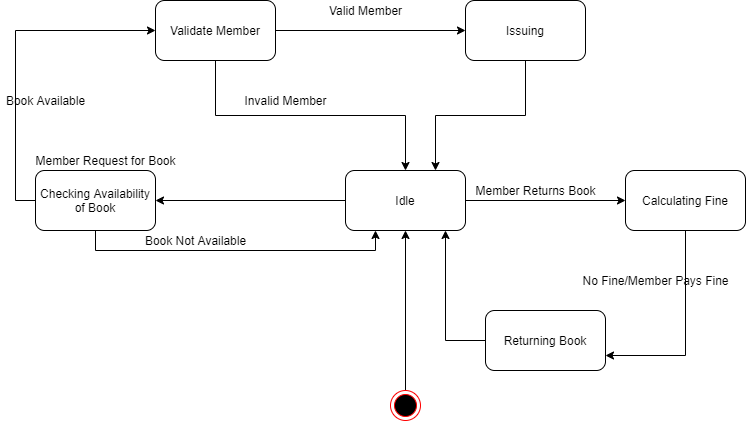 Valid Member
Validate Member
Issuing
Book Available
Invalid Member
Member Request for Book
Checking Availability
of Book
Idle
Member Returns Book
Calculating Fine
Book Not Available
No Fine/Member Pays Fine
Returning Book